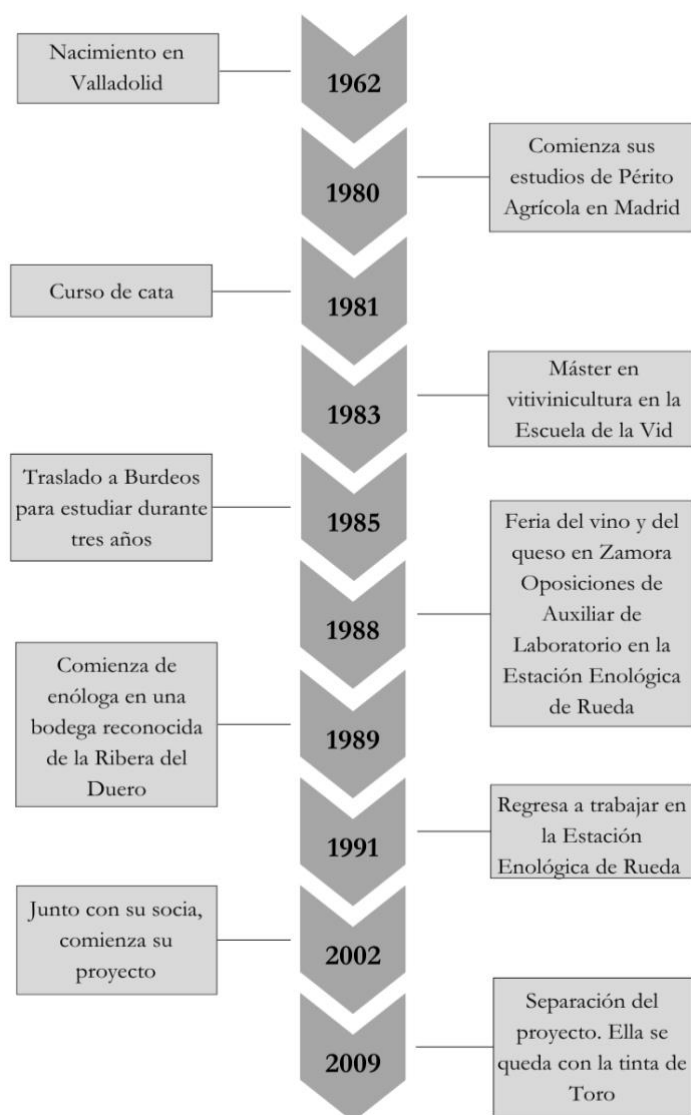 Nacimiento en
Valladolid
1962
1980
Comienza sus
estudios de Périto
Agrícola en Madrid
Curso de cata
1981
1983
Máster en
vitivinicultura en la
Escuela de la Vid
Traslado a Burdeos
para estudiar durante
tres años
1985
1988
Feria del vino y del
queso en Zamora
Oposiciones de
Auxiliar de
Laboratorio en la
Estación Enológica
de Rueda
Comienza de
enóloga en una
bodega reconocida
de la Ribera del
Duero
1989
1991
Regresa a trabajar en
la Estación
Enológica de Rueda
Junto con su socia,
comienza su
proyecto
2002
2009
Separación del
proyecto. Ella se
queda con la tinta de
Toro